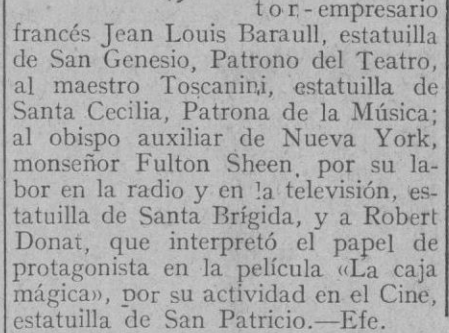 tor-empresario
francés Jean Louis Barault, estatuilla
de San Genesio, Patrono del Teatro,
al maestro Toscanini, estatuilla de
Santa Cecilia, Patrona de la Música;
al obispo auxiliar de Nueva York,
monseñor Fulton Sheen, por su la-
bor en la radio y en la televisión, es-
tatuilla de Santa Brígida, y a Robert
Donat, que interpretó el papel de
protagonista en la película «La caja
mágica», por su actividad en el Cine,
estatuilla de San Patricio.—Efe.